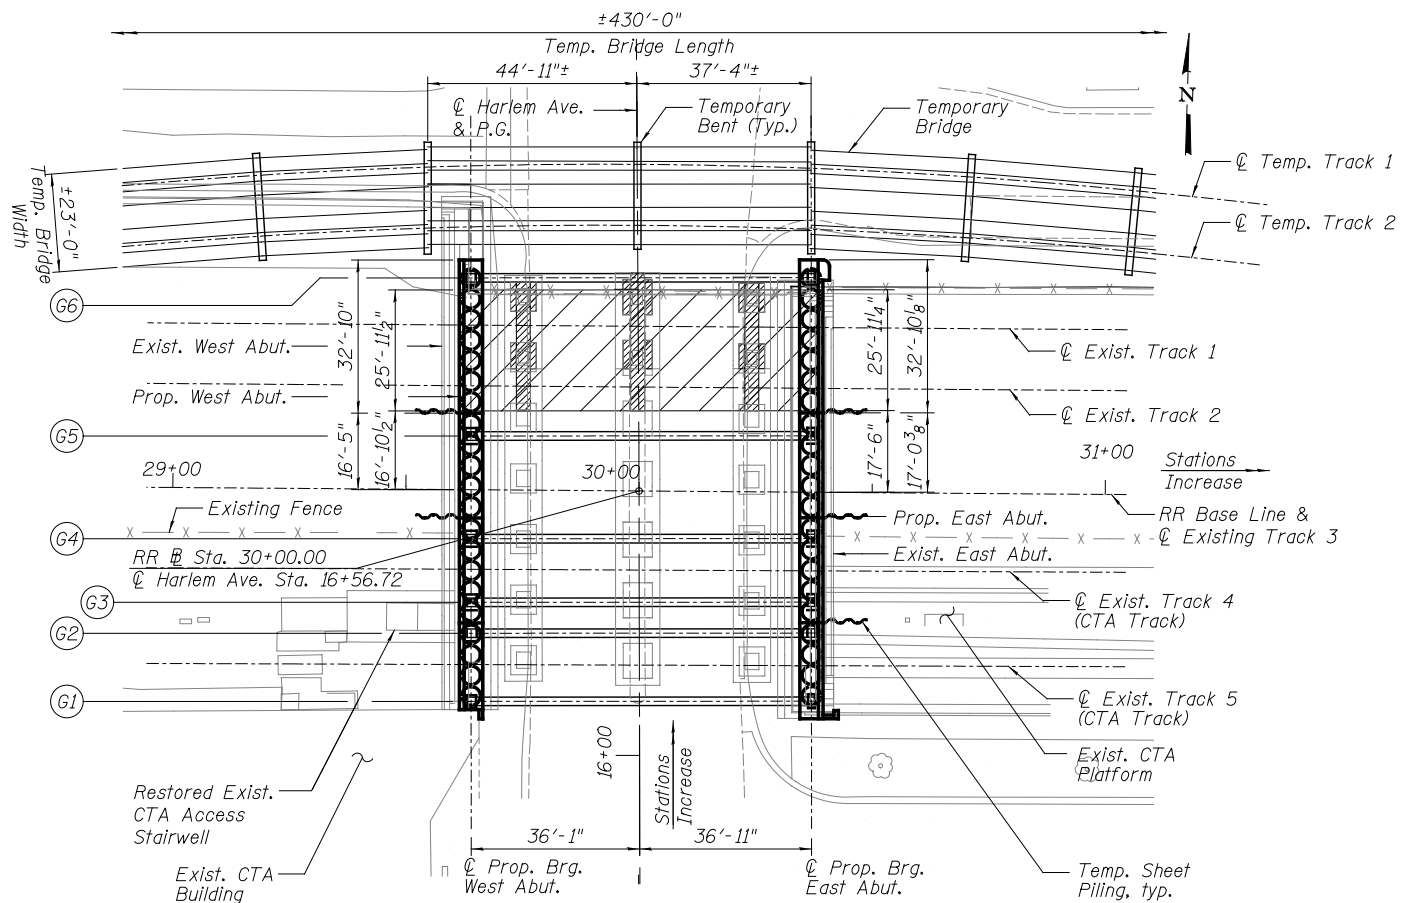 ±430'-0"
Temp. Bridge Length
44'-11"±
37'-4"±
℄ Harlem Ave.
& P.G.
Temporary
Bent (Typ.)
Temporary
Bridge
N
℄ Temp. Track 1
℄ Temp. Track 2
±23'-0"
Temp. Bridge
Width
G6
32'-10"
25'-11½"
25'-11¼"
32'-10⅛"
Exist. West Abut.
℄ Exist. Track 1
Prop. West Abut.
℄ Exist. Track 2
G5
16'-5"
16'-10½"
17'-6"
17'-0⅜"
29+00
30+00
31+00
Stations
Increase
Existing Fence
Prop. East Abut.
RR Base Line &
℄ Existing Track 3
G4
RR ⅊ Sta. 30+00.00
Exist. East Abut.
℄ Harlem Ave. Sta. 16+56.72
G3
℄ Exist. Track 4
(CTA Track)
G2
G1
℄ Exist. Track 5
(CTA Track)
16+00
Stations
Increase
Exist. CTA
Platform
Restored Exist.
CTA Access
Stairwell
36'-1"
36'-11"
Exist. CTA
Building
℄ Prop. Brg.
West Abut.
℄ Prop. Brg.
East Abut.
Temp. Sheet
Piling, typ.